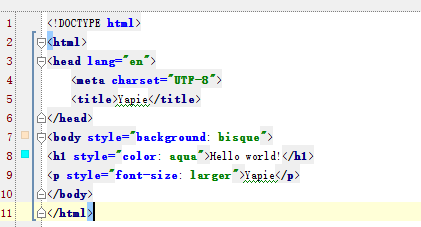 1 <!DOCTYPE html>
2 <html>
3 <head lang="en">
4 <meta charset="UTF-8">
5 <title>Yapie</title>
6 </head>
7 <body style="background: bisque">
8 <h1 style="color: aqua">Hello world!</h1>
9 <p style="font-size: larger">Yapie</p>
10 </body>
11 </html>